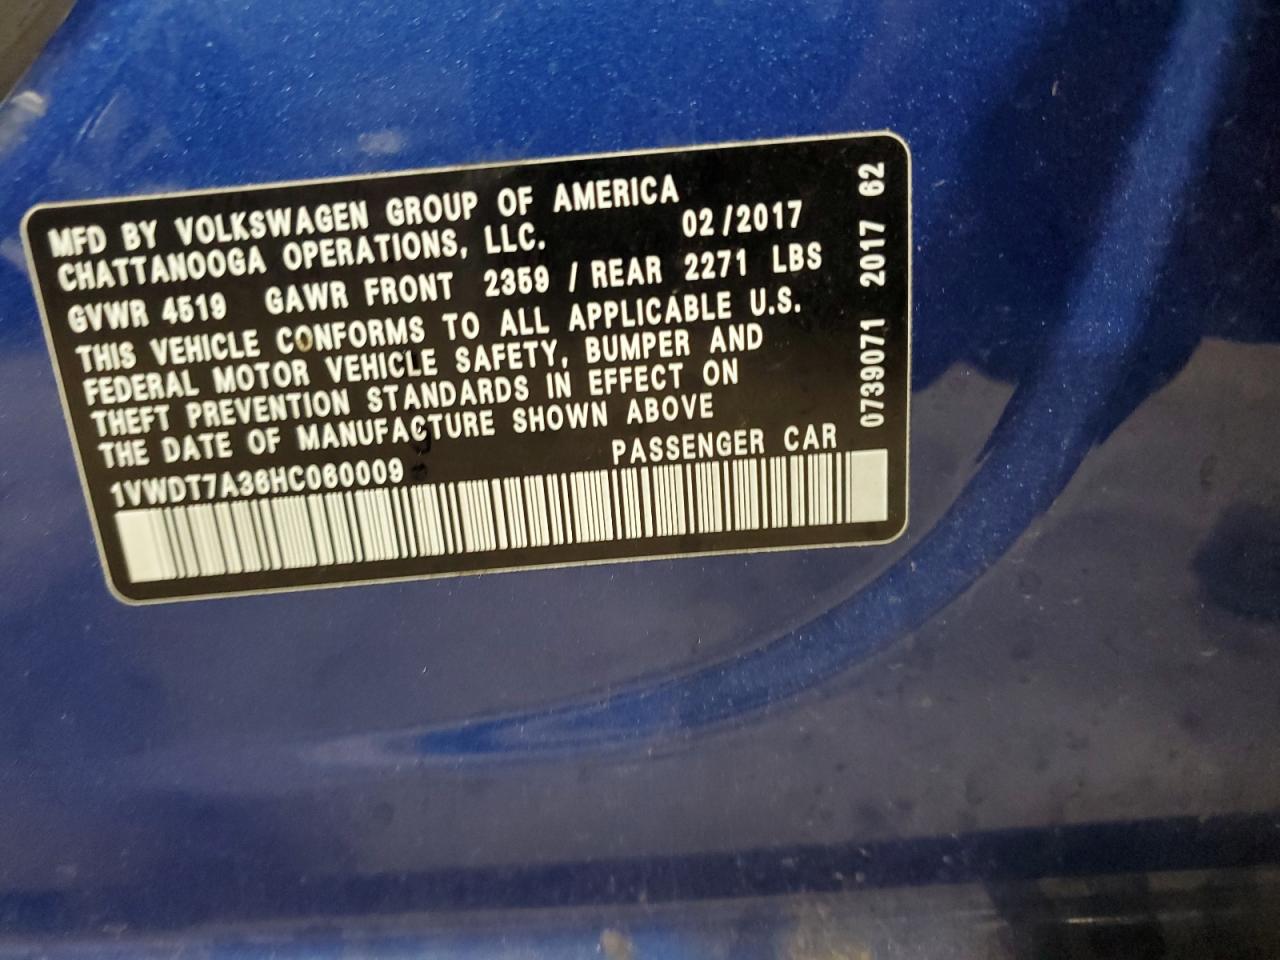 MFD BY VOLKSWAGEN GROUP OF AMERICA
CHATTANOOGA OPERATIONS, LLC. 02/2017
GVWR 4519 GAWR FRONT 2359 / REAR 2271 LBS
THIS VEHICLE CONFORMS TO ALL APPLICABLE U.S.
FEDERAL MOTOR VEHICLE SAFETY, BUMPER AND
THEFT PREVENTION STANDARDS IN EFFECT ON
THE DATE OF MANUFACTURE SHOWN ABOVE
1VWDT7A36HC060009 PASSENGER CAR
0739071 2017 62